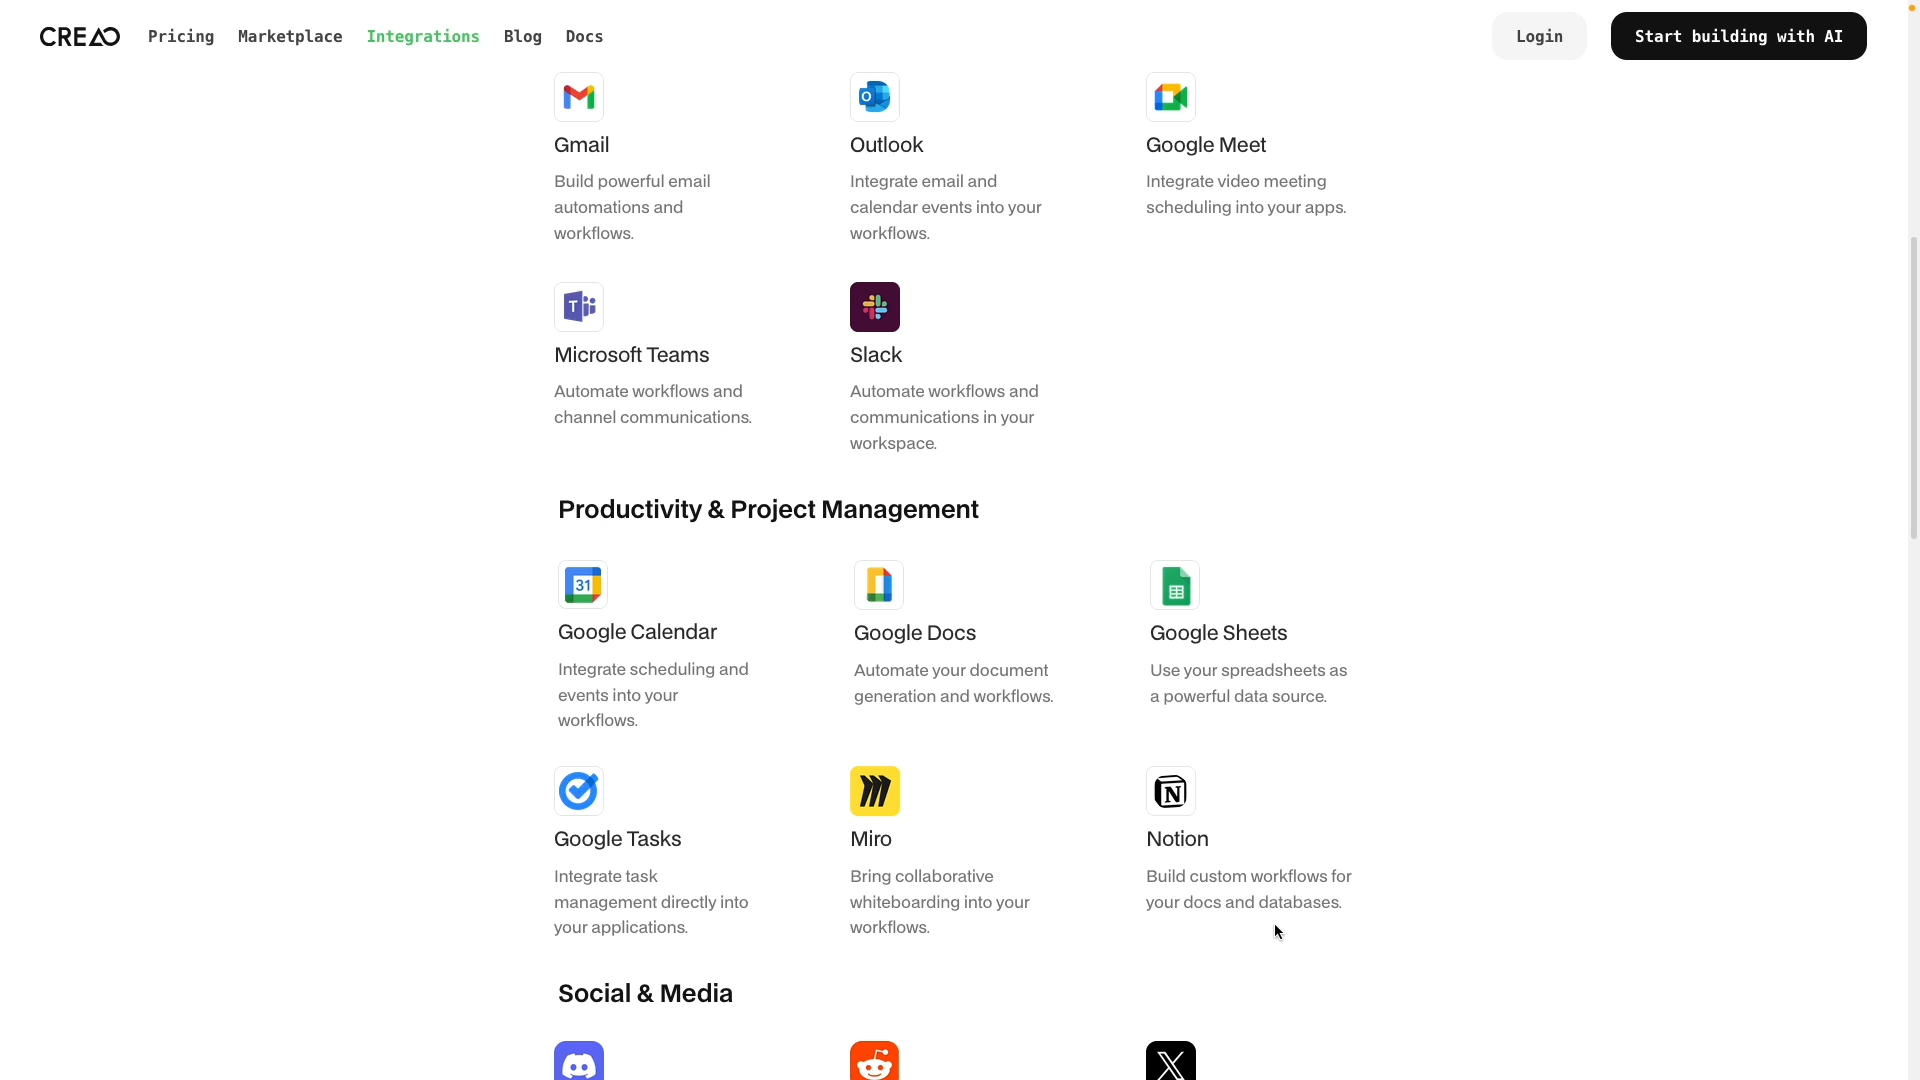 CREAO Pricing Marketplace Integrations Blog Docs Login Start building with AI
Gmail
Build powerful email
automations and
workflows.
Outlook
Integrate email and
calendar events into your
workflows.
Google Meet
Integrate video meeting
scheduling into your apps.
T
Microsoft Teams
Automate workflows and
channel communications.
Slack
Automate workflows and
communications in your
workspace.
Productivity & Project Management
31
Google Calendar
Integrate scheduling and
events into your
workflows.
Google Docs
Automate your document
generation and workflows.
Google Sheets
Use your spreadsheets as
a powerful data source.
Google Tasks
Integrate task
management directly into
your applications.
Miro
Bring collaborative
whiteboarding into your
workflows.
Notion
Build custom workflows for
your docs and databases.
Social & Media